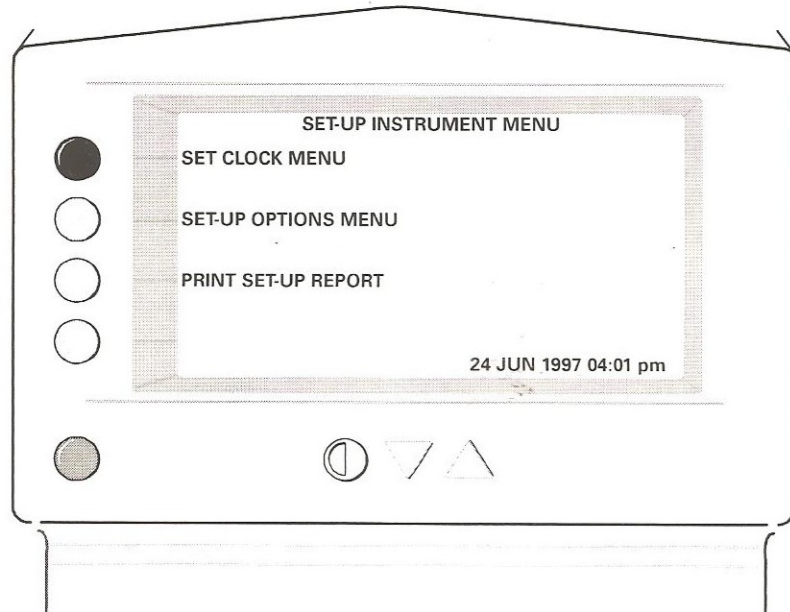 SET-UP INSTRUMENT MENU
SET CLOCK MENU
SET-UP OPTIONS MENU
PRINT SET-UP REPORT
24 JUN 1997 04:01 pm